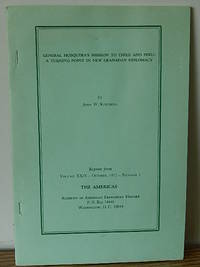 GENERAL MOSQUERA'S MISSION TO CHILE AND PERU:
A TURNING POINT IN NEW GRANADIAN DIPLOMACY
by
JOHN W. KITCHENS
Reprint from
VOLUME XXIX – OCTOBER, 1972 – NUMBER 2
THE AMERICAS
ACADEMY OF AMERICAN FRANCISCAN HISTORY
P. O. Box
WASHINGTON, D.C.